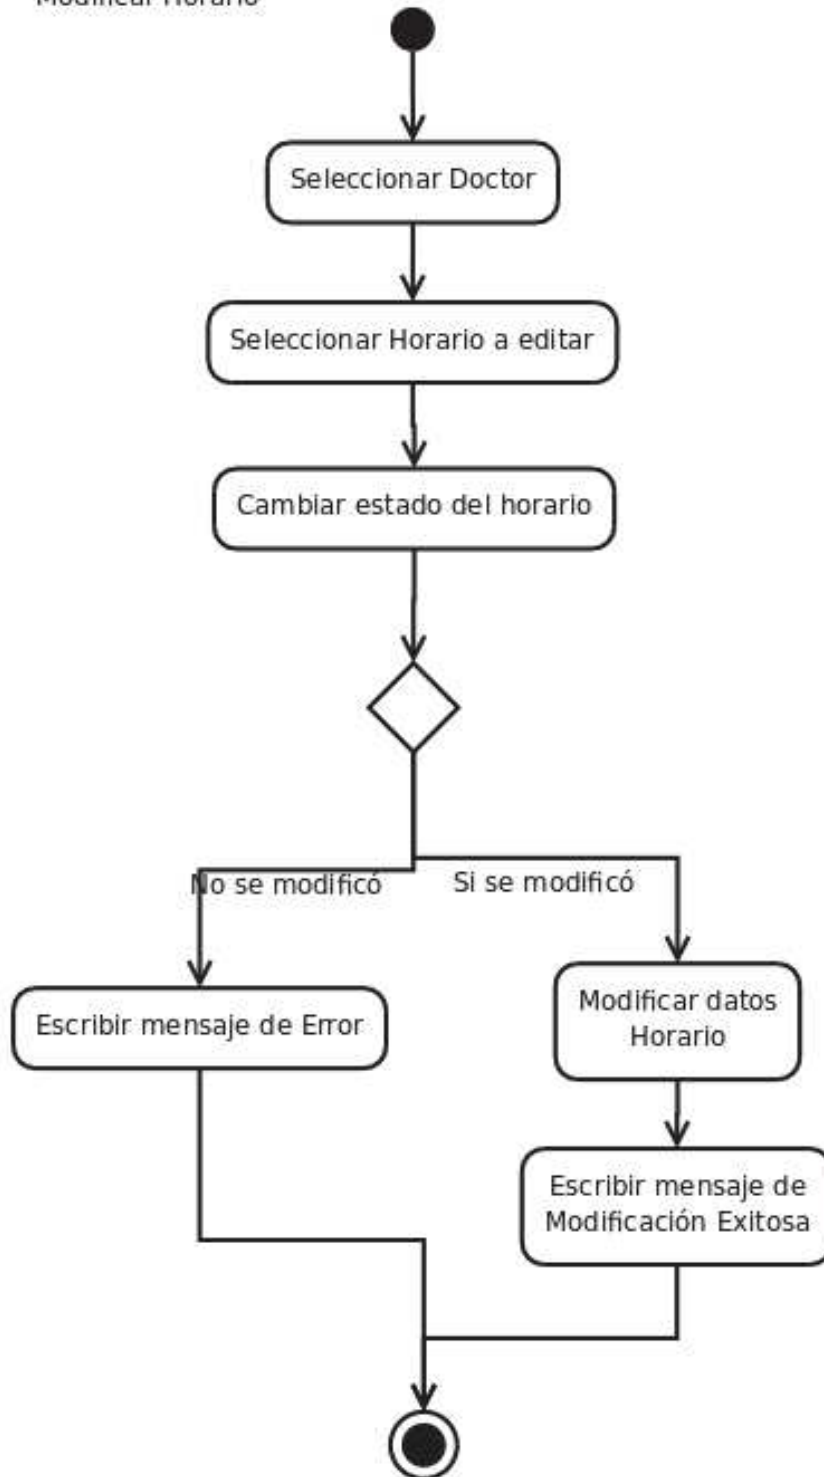 Modificar Horario
Seleccionar Doctor
Seleccionar Horario a editar
Cambiar estado del horario
No se modificó
Si se modificó
Escribir mensaje de Error
Modificar datos
Horario
Escribir mensaje de
Modificación Exitosa